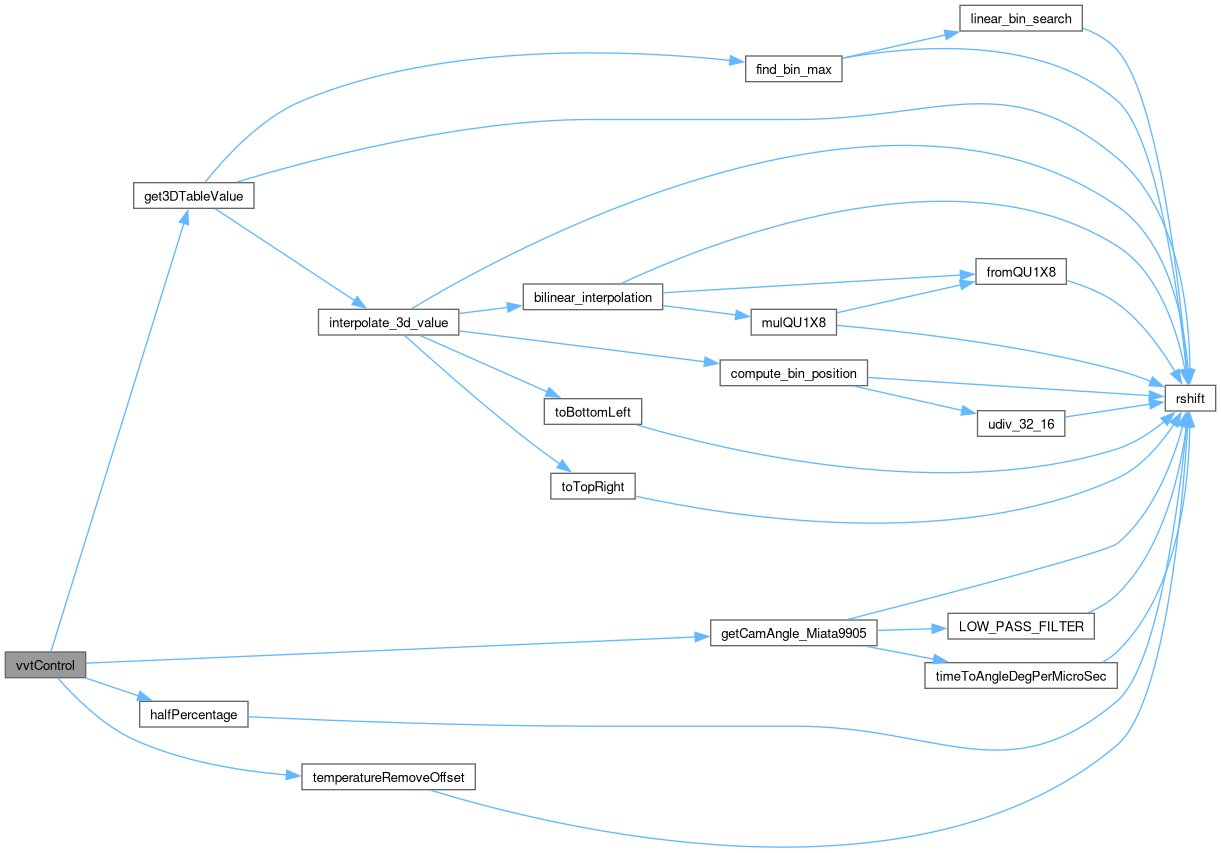 linear_bin_search
find_bin_max
get3DTableValue
fromQU1X8
bilinear_interpolation
interpolate_3d_value
mulQU1X8
compute_bin_position
rshift
toBottomLeft
udiv_32_16
toTopRight
LOW_PASS_FILTER
getCamAngle_Miata9905
vvtControl
timeToAngleDegPerMicroSec
halfPercentage
temperatureRemoveOffset